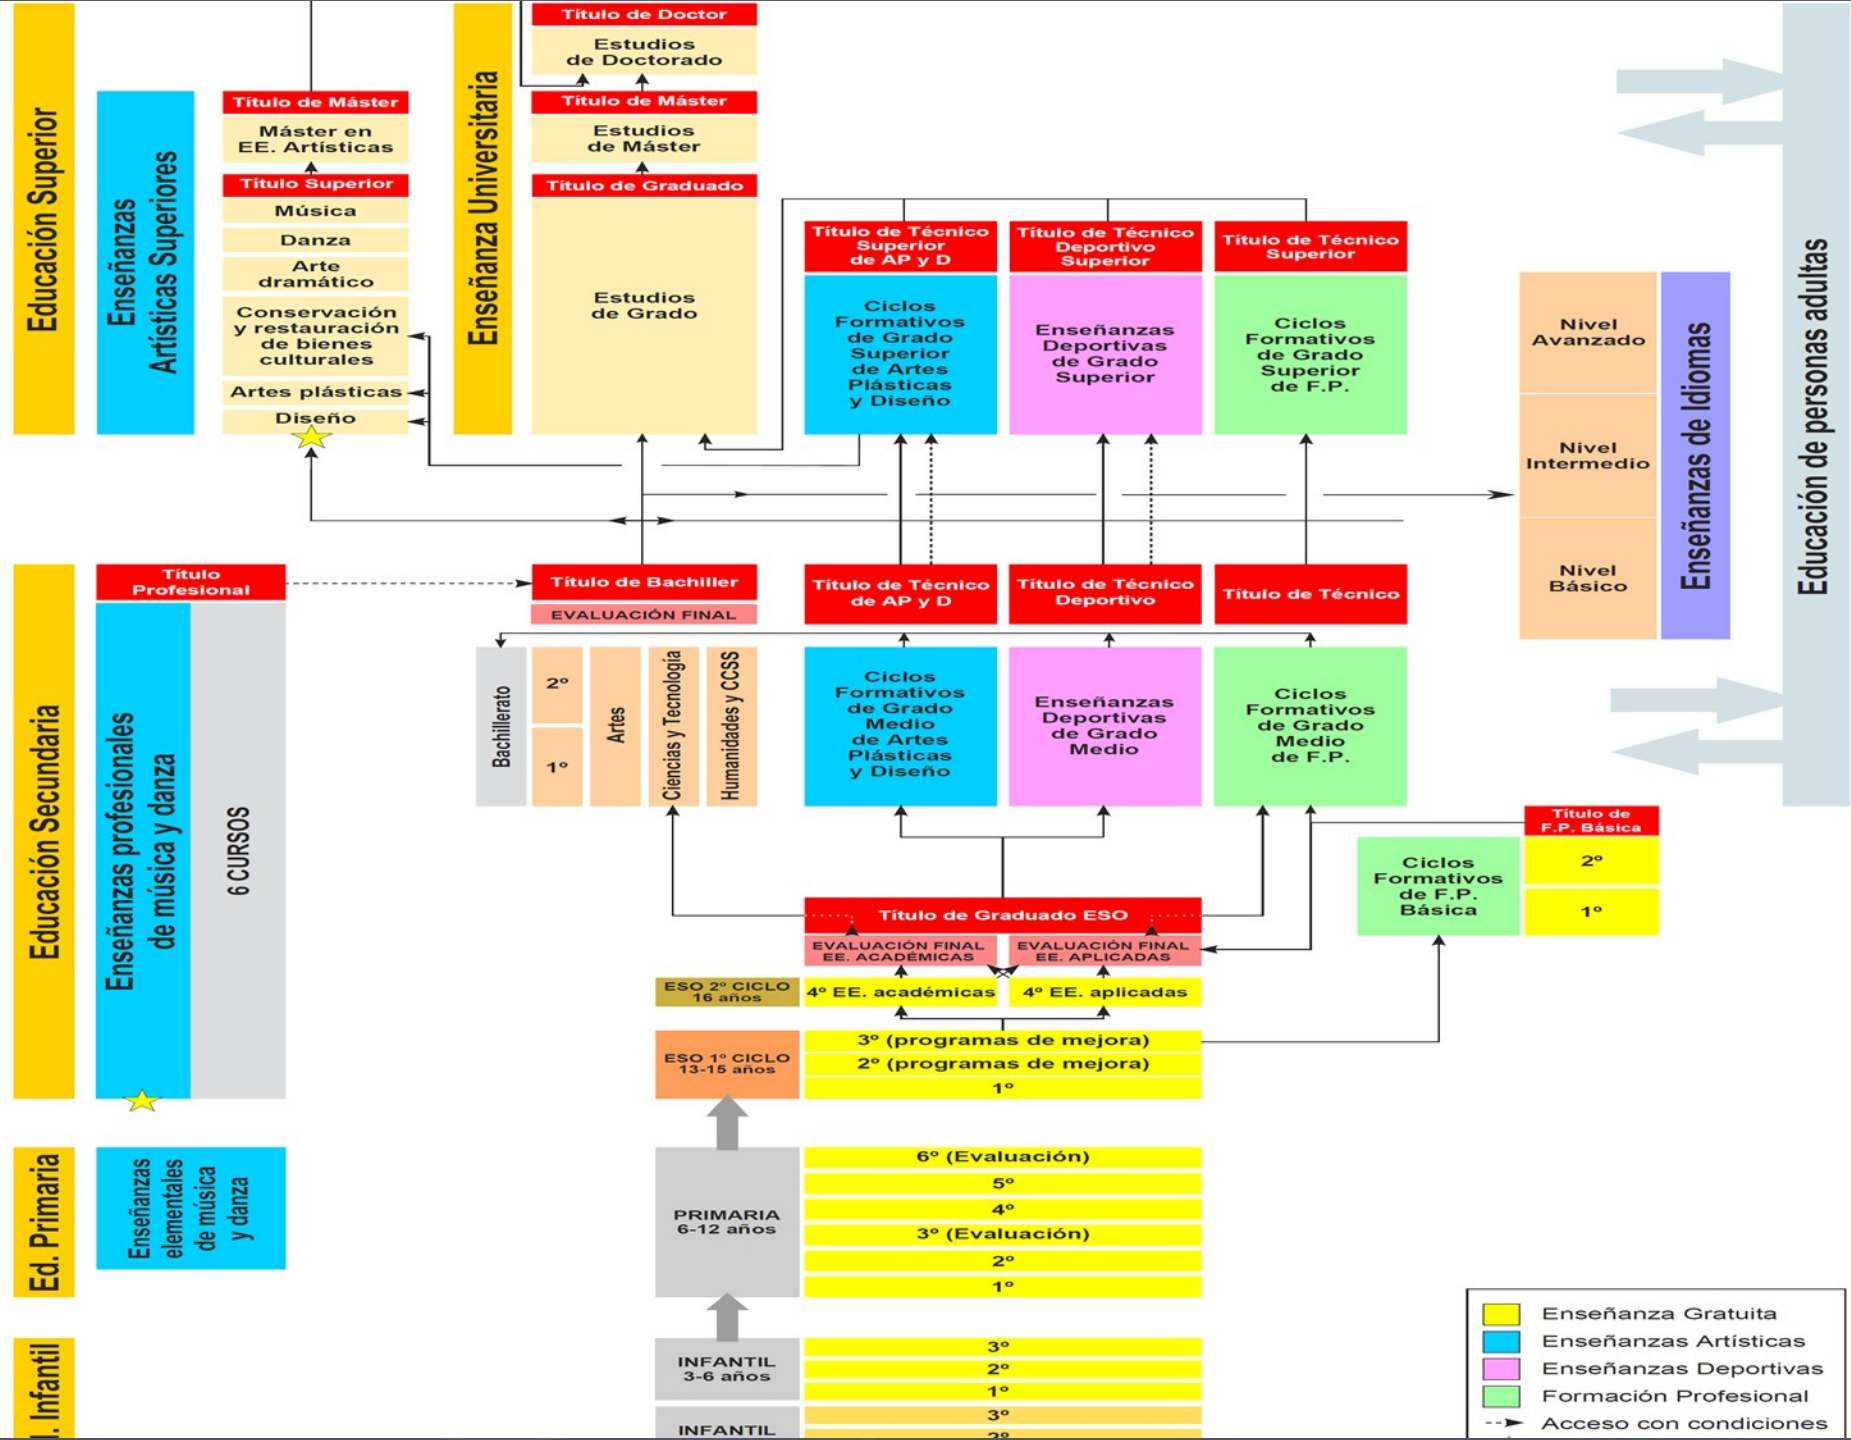 Educación Superior
Enseñanzas
Artísticas Superiores
Título de Máster
Máster en
EE. Artísticas
Título Superior
Música
Danza
Arte
dramático
Conservación
y restauración
de bienes
culturales
Artes plásticas
Diseño
Enseñanza Universitaria
Título de Doctor
Estudios
de Doctorado
Título de Máster
Estudios
de Máster
Título de Graduado
Estudios
de Grado
Título de Técnico
Superior
de AP y D
Ciclos
Formativos
de Grado
Superior
de Artes
Plásticas
y Diseño
Título de Técnico
Deportivo
Superior
Enseñanzas
Deportivas
de Grado
Superior
Título de Técnico
Superior
Ciclos
Formativos
de Grado
Superior
de F.P.
Nivel
Avanzado
Nivel
Intermedio
Nivel
Básico
Enseñanzas de Idiomas
Educación de personas adultas
Educación Secundaria
Título
Profesional
Enseñanzas profesionales
de música y danza
6 CURSOS
Título de Bachiller
EVALUACIÓN FINAL
Bachillerato
2º
1º
Artes
Ciencias y Tecnología
Humanidades y CCSS
Título de Técnico
de AP y D
Ciclos
Formativos
de Grado
Medio
de Artes
Plásticas
y Diseño
Título de Técnico
Deportivo
Enseñanzas
Deportivas
de Grado
Medio
Título de Técnico
Ciclos
Formativos
de Grado
Medio
de F.P.
Título de
F.P. Básica
Ciclos
Formativos
de F.P.
Básica
2º
1º
Título de Graduado ESO
EVALUACIÓN FINAL
EE. ACADÉMICAS
EVALUACIÓN FINAL
EE. APLICADAS
ESO 2º CICLO
16 años
4º EE. académicas
4º EE. aplicadas
ESO 1º CICLO
13-15 años
3º (programas de mejora)
2º (programas de mejora)
1º
Ed. Primaria
Enseñanzas
elementales
de música
y danza
PRIMARIA
6-12 años
6º (Evaluación)
5º
4º
3º (Evaluación)
2º
1º
Infantil
INFANTIL
3-6 años
3º
2º
1º
INFANTIL
3º
2º
Enseñanza Gratuita
Enseñanzas Artísticas
Enseñanzas Deportivas
Formación Profesional
Acceso con condiciones